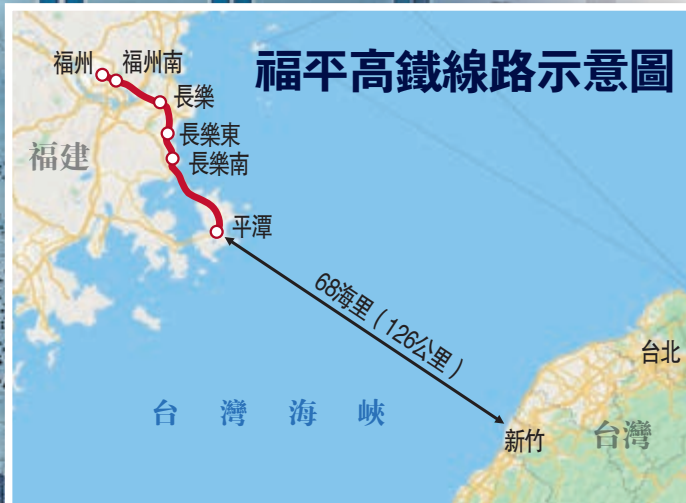 福平高鐵線路示意圖
福州
福州南
長樂
長樂東
長樂南
福建
平潭
68海里（126公里）
台灣海峽
台北
新竹
台灣